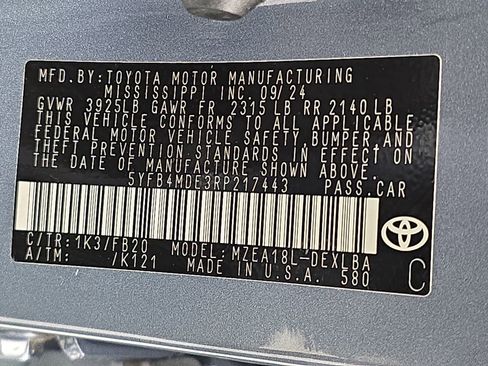 MFD. BY: TOYOTA MOTOR MANUFACTURING
MISSISSIPPI INC. 09/24
GVWR 3925LB GAWR FR 2315 LB RR 2140 LB
THIS VEHICLE CONFORMS TO ALL APPLICABLE
FEDERAL MOTOR VEHICLE SAFETY, BUMPER, AND
THEFT PREVENTION STANDARDS IN EFFECT ON
THE DATE OF MANUFACTURE SHOWN ABOVE.
5YFB4MDE3RP217443 PASS.CAR
C/TR: 1K3/FB20 MODEL: MZEA18L-DEXLBA
A/TM: /K121 MADE IN U.S.A.
580
TOYOTA
C